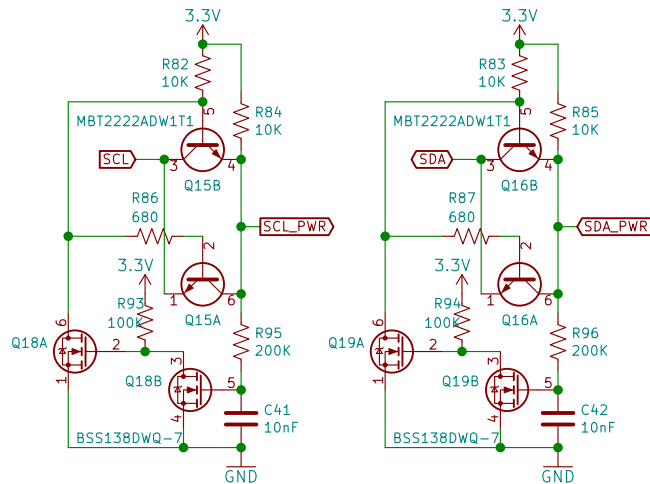 3.3V
R82
10K
5
MBT2222ADW1T1
R84
10K
SCL
3
4
Q15B
R86
680
2
SCL_PWR
3.3V
1
6
Q15A
R93
100K
6
Q18A
2
1
3
Q18B
5
4
R95
200K
C41
10nF
BSS138DWQ-7
GND
3.3V
R83
10K
5
MBT2222ADW1T1
R85
10K
SDA
3
4
Q16B
R87
680
2
SDA_PWR
3.3V
1
6
Q16A
R94
100K
6
Q19A
2
1
3
Q19B
5
4
R96
200K
C42
10nF
BSS138DWQ-7
GND